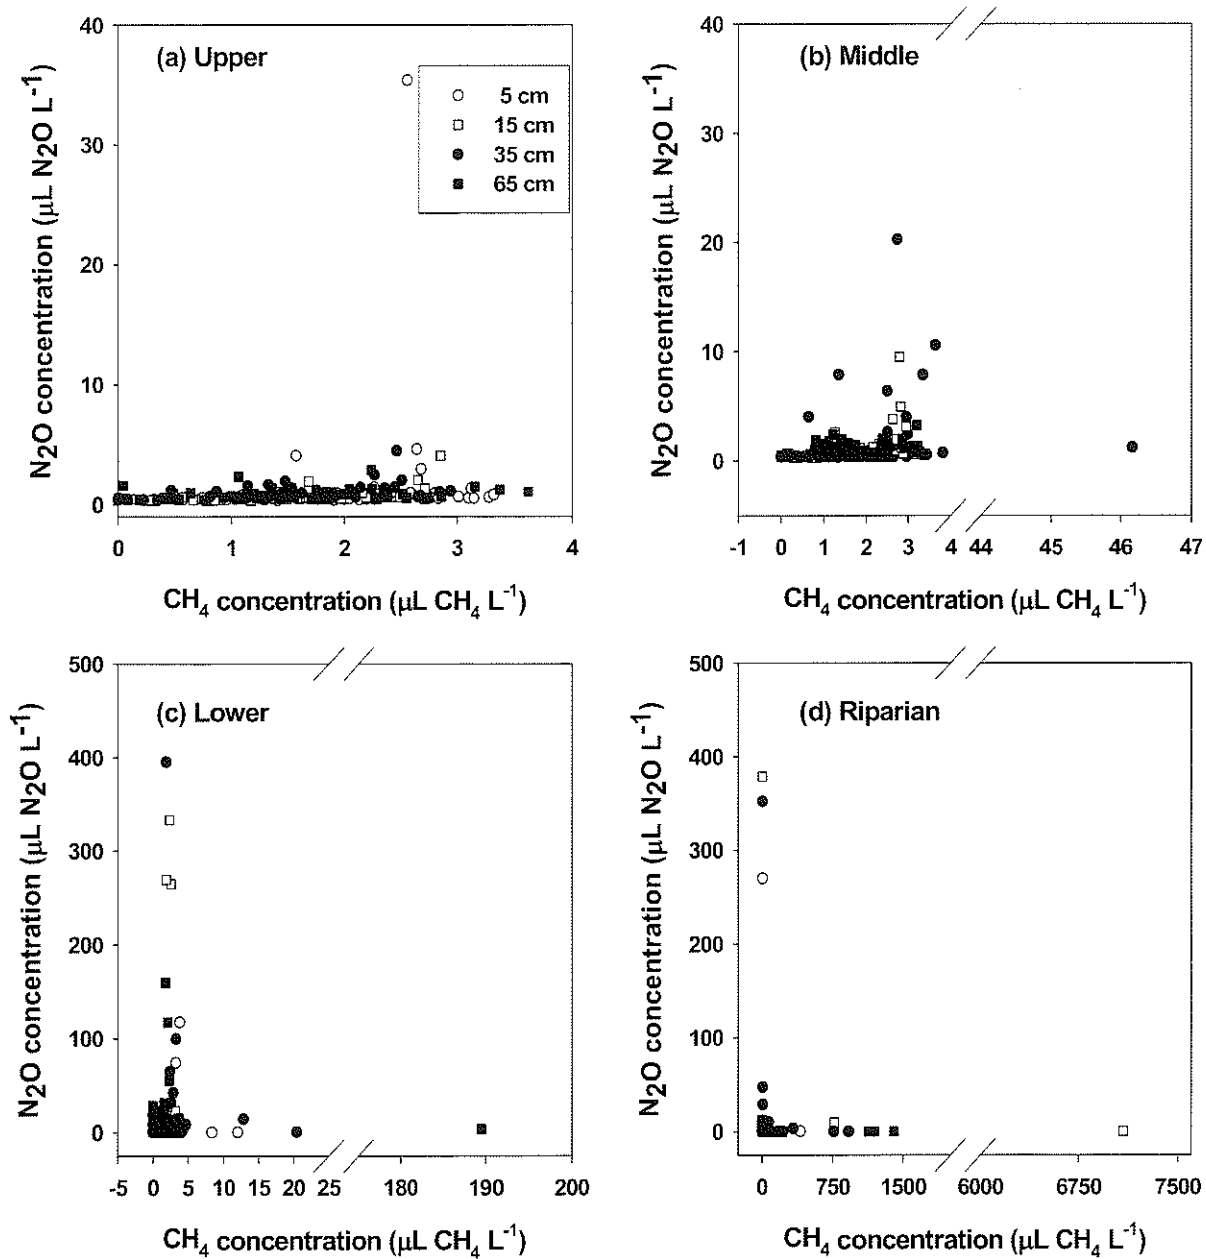 (a) Upper
N₂O concentration (μL N₂O L⁻¹)
40
30
20
10
0
5 cm
15 cm
35 cm
65 cm
0 1 2 3 4
CH₄ concentration (μL CH₄ L⁻¹)
(b) Middle
N₂O concentration (μL N₂O L⁻¹)
40
30
20
10
0
-1 0 1 2 3 4 44 45 46 47
CH₄ concentration (μL CH₄ L⁻¹)
(c) Lower
N₂O concentration (μL N₂O L⁻¹)
500
400
300
200
100
0
-5 0 5 10 15 20 25 180 190 200
CH₄ concentration (μL CH₄ L⁻¹)
(d) Riparian
N₂O concentration (μL N₂O L⁻¹)
500
400
300
200
100
0
0 750 1500 6000 6750 7500
CH₄ concentration (μL CH₄ L⁻¹)